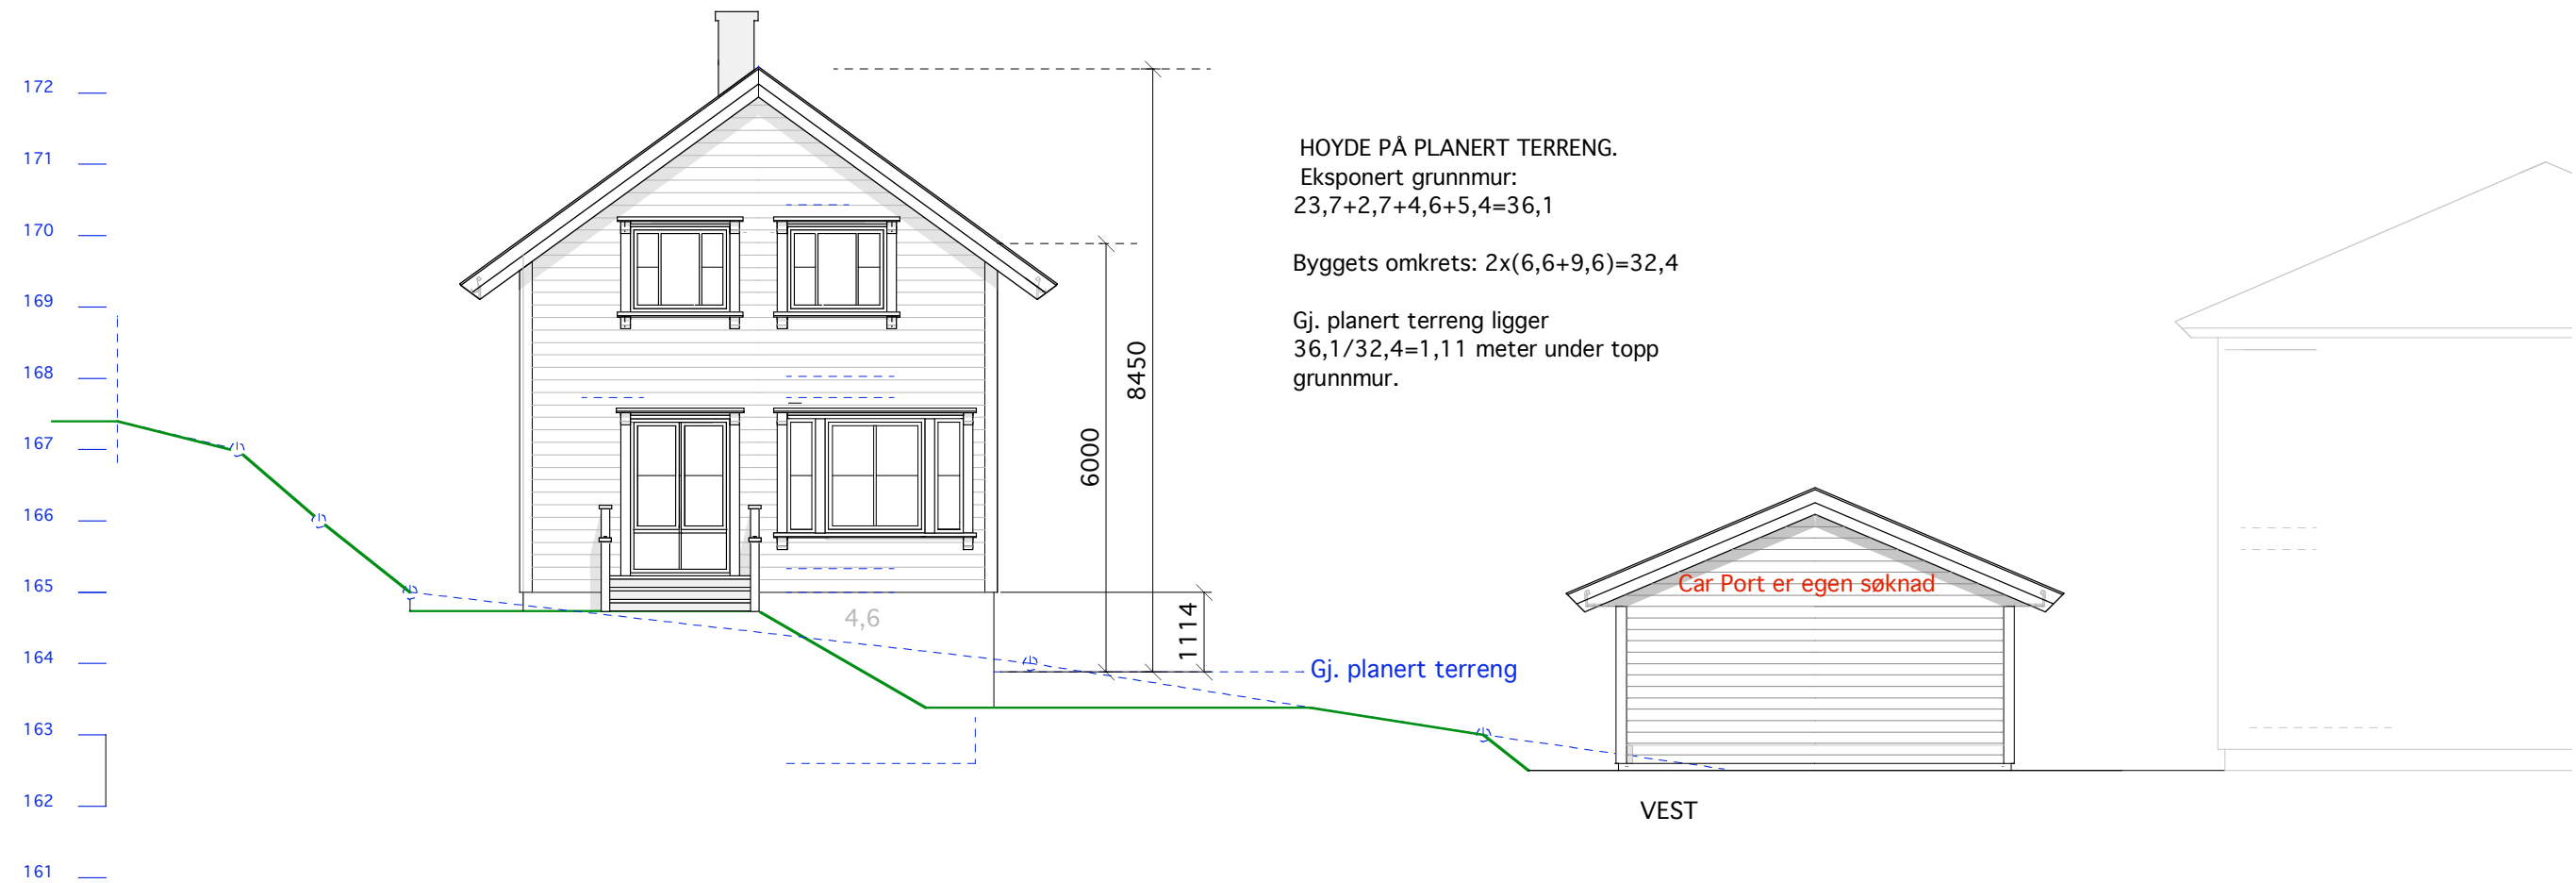 172
171
170
169
168
167
166
165
164
163
162
161
HOYDE PÅ PLANERT TERRENG.
Eksponert grunnmur:
23,7+2,7+4,6+5,4=36,1
Byggets omkrets: 2x(6,6+9,6)=32,4
Gj. planert terreng ligger
36,1/32,4=1,11 meter under topp
grunnmur.
8450
6000
1114
4,6
Gj. planert terreng
Car Port er egen søknad
VEST